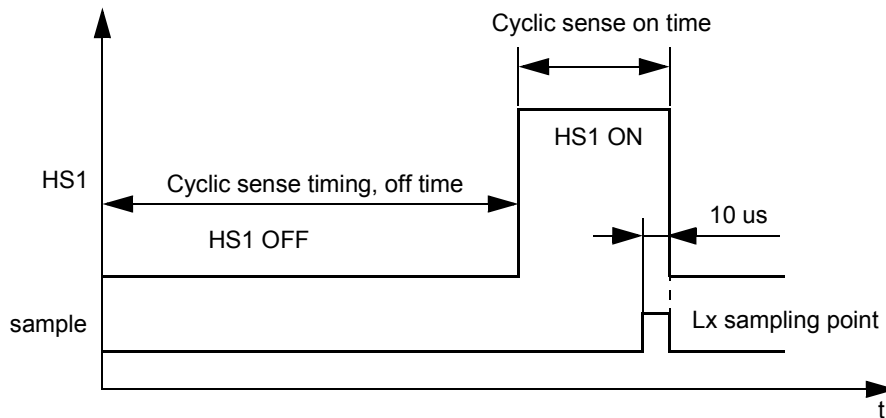 Cyclic sense on time
HS1 ON
HS1
Cyclic sense timing, off time
10 us
HS1 OFF
sample
Lx sampling point
t